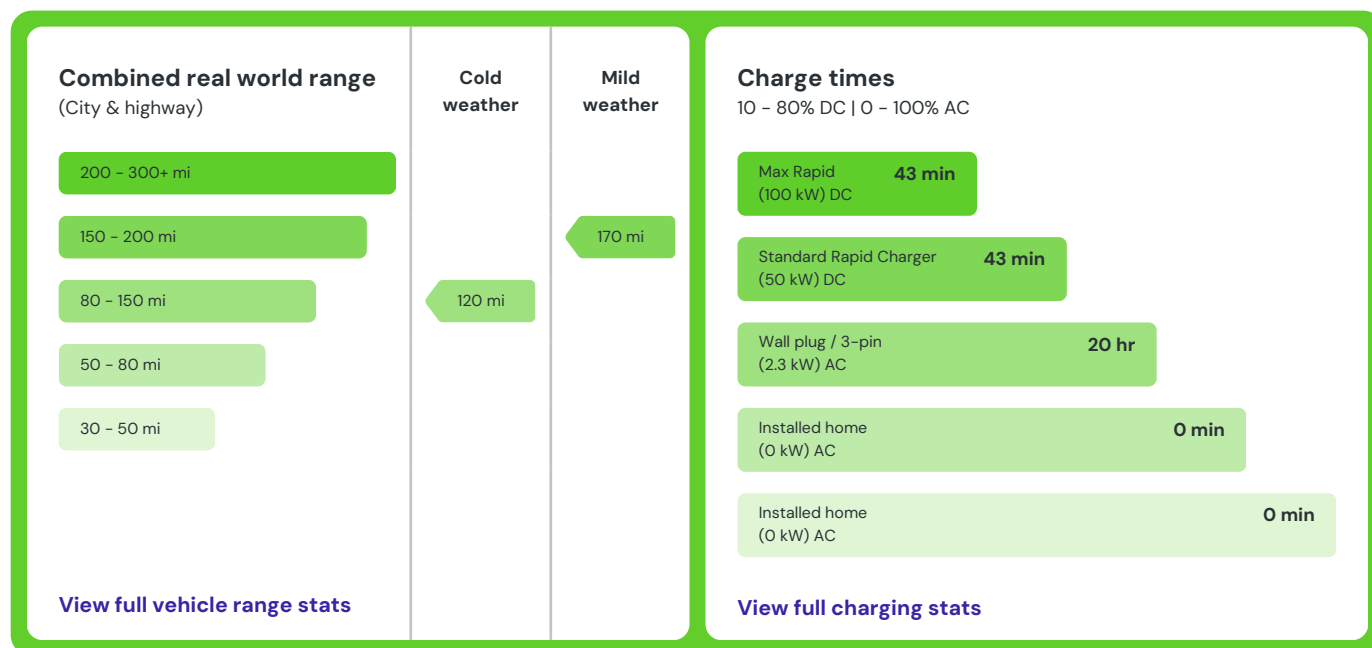 Combined real world range
(City & highway)
Cold
weather
Mild
weather
200 - 300+ mi
150 - 200 mi
170 mi
80 - 150 mi
120 mi
50 - 80 mi
30 - 50 mi
View full vehicle range stats
Charge times
10 - 80% DC | 0 - 100% AC
Max Rapid
(100 kW) DC
43 min
Standard Rapid Charger
(50 kW) DC
43 min
Wall plug / 3-pin
(2.3 kW) AC
20 hr
Installed home
(0 kW) AC
0 min
Installed home
(0 kW) AC
0 min
View full charging stats